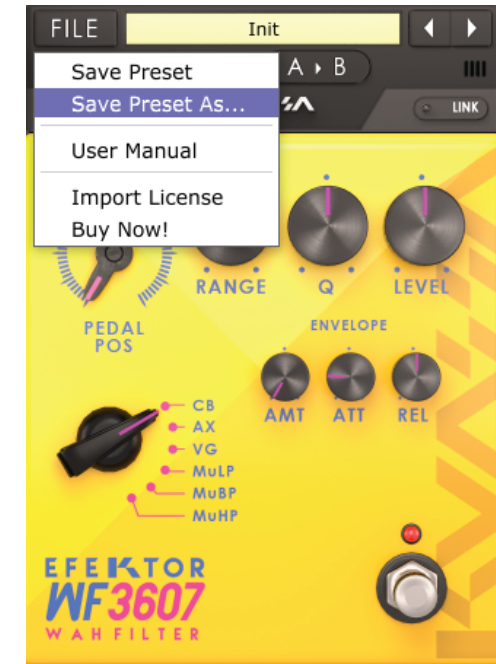 FILE Init
Save Preset A ▸ B
Save Preset As...
LINK
User Manual
Import License
Buy Now!
RANGE Q LEVEL
PEDAL
POS
ENVELOPE
AMT ATT REL
CB
AX
VG
MuLP
MuBP
MuHP
EFEKTOR
WF3607
WAH FILTER